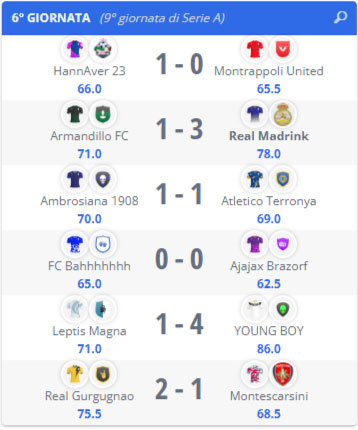 6° GIORNATA (9° giornata di Serie A)
HannAver 23 1 - 0 Montrappoli United
66.0 65.5
Armandillo FC 1 - 3 Real Madrink
71.0 78.0
Ambrosiana 1908 1 - 1 Atletico Terronya
70.0 69.0
FC Bahhhhhhh 0 - 0 Ajajax Brazorf
65.0 62.5
Leptis Magna 1 - 4 YOUNG BOY
71.0 86.0
Real Gurgugnao 2 - 1 Montescarsini
75.5 68.5